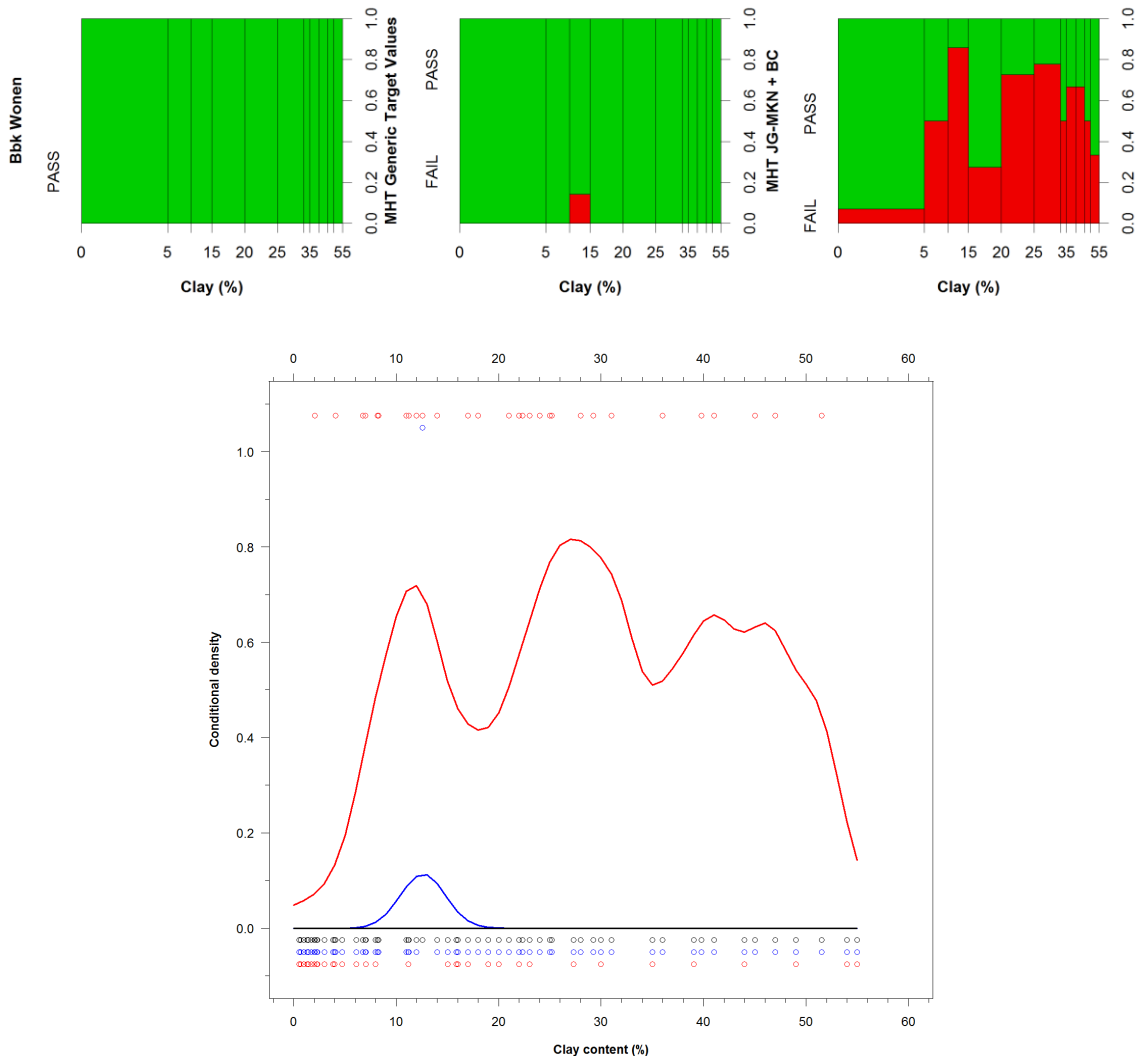 Bbk Wonen
PASS
0.0 0.2 0.4 0.6 0.8 1.0
0 5 15 20 25 35 55
Clay (%)
MHT Generic Target Values
FAIL PASS
0.0 0.2 0.4 0.6 0.8 1.0
0 5 15 20 25 35 55
Clay (%)
MHT JG-MKN + BC
FAIL PASS
0.0 0.2 0.4 0.6 0.8 1.0
0 5 15 20 25 35 55
Clay (%)
0 10 20 30 40 50 60
Conditional density
1.0
0.8
0.6
0.4
0.2
0.0
0 10 20 30 40 50 60
Clay content (%)